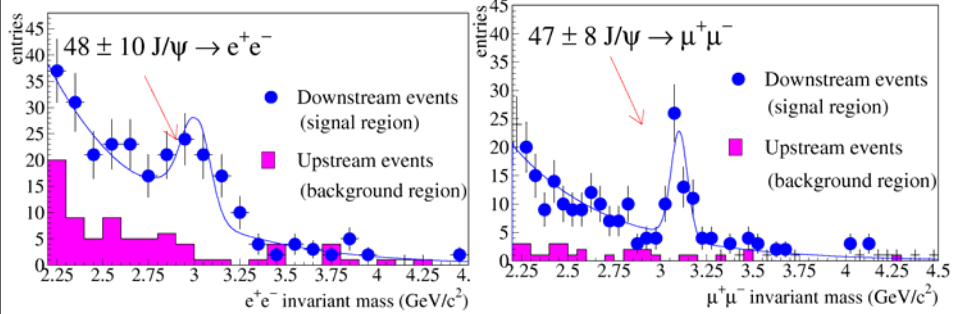 entries
45
40
35
30
25
20
15
10
5
0
48 ± 10 J/ψ → e⁺e⁻
Downstream events
(signal region)
Upstream events
(background region)
2.25 2.5 2.75 3 3.25 3.5 3.75 4 4.25 4.5
e⁺e⁻ invariant mass (GeV/c²)
entries
45
40
35
30
25
20
15
10
5
0
47 ± 8 J/ψ → μ⁺μ⁻
Downstream events
(signal region)
Upstream events
(background region)
2.25 2.5 2.75 3 3.25 3.5 3.75 4 4.25 4.5
μ⁺μ⁻ invariant mass (GeV/c²)